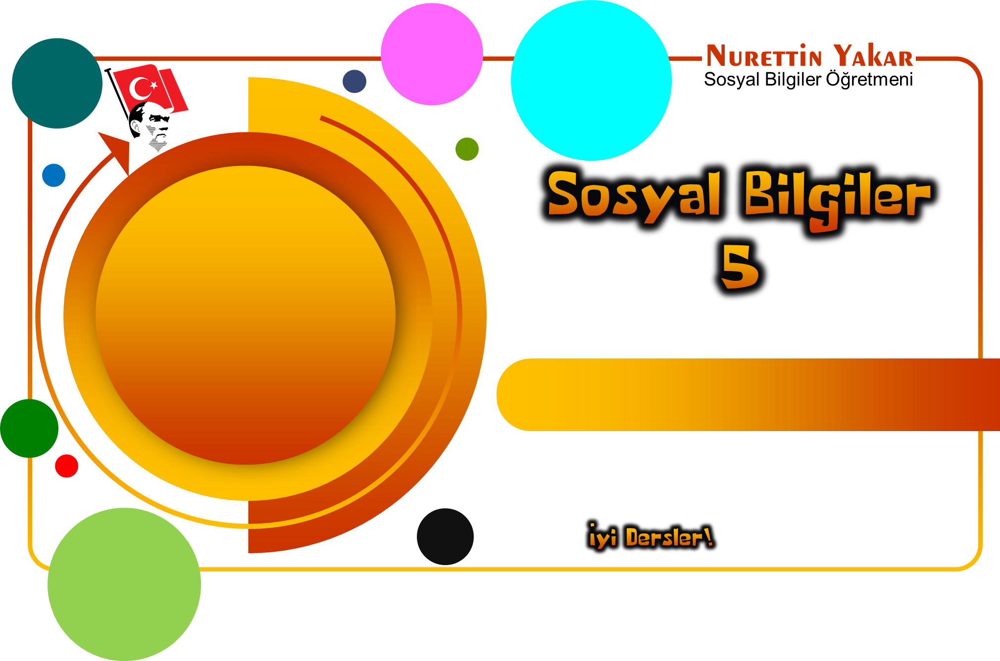 Nurettin Yakar
Sosyal Bilgiler Öğretmeni
Sosyal Bilgiler
5
İyi Dersler!